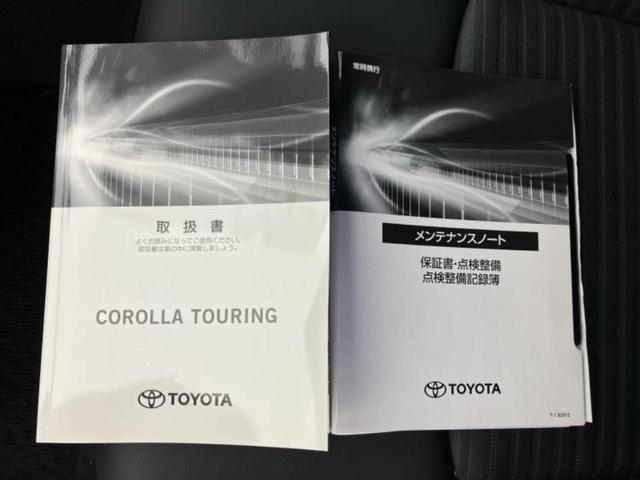 取扱書
よくお読みになってご使用ください。
取扱書は車の中に保管しましょう。
COROLLA TOURING
TOYOTA
常時携行
メンテナンスノート
保証書・点検整備
点検整備記録簿
TOYOTA